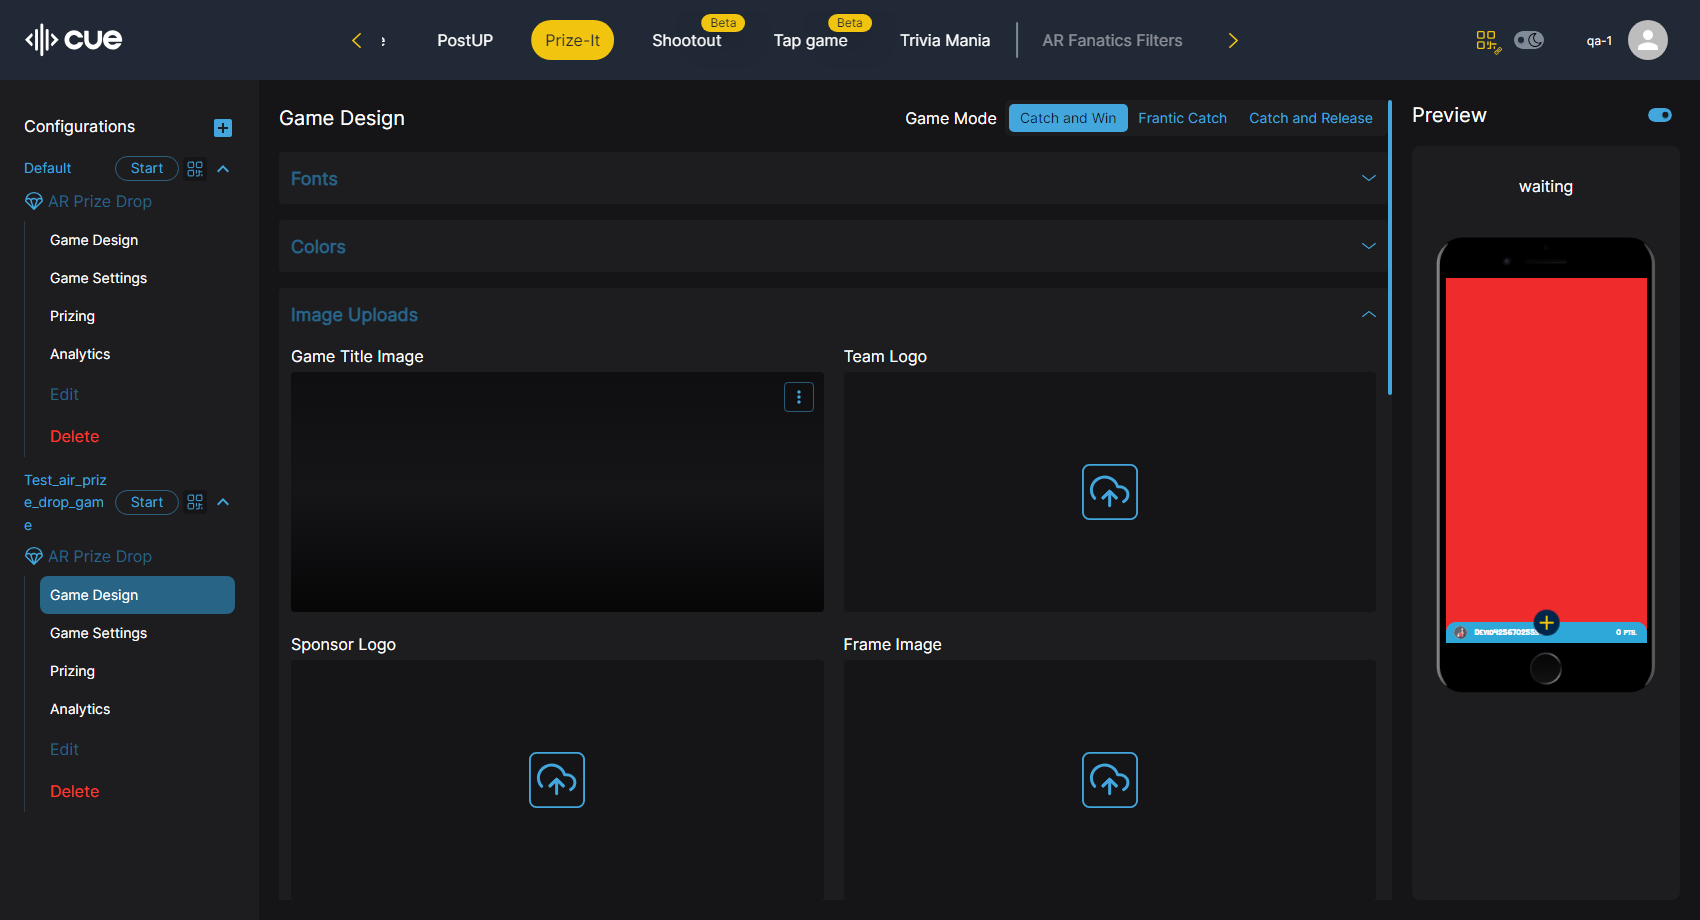 cue
PostUP
Prize-It
Beta
Shootout
Beta
Tap game
Trivia Mania
AR Fanatics Filters
qa-1
Configurations
Default
Start
AR Prize Drop
Game Design
Game Settings
Prizing
Analytics
Edit
Delete
Test_air_priz
e_drop_gam
e
Start
AR Prize Drop
Game Design
Game Settings
Prizing
Analytics
Edit
Delete
Game Design
Game Mode
Catch and Win
Frantic Catch
Catch and Release
Fonts
Colors
Image Uploads
Game Title Image
Team Logo
Sponsor Logo
Frame Image
Preview
waiting
0 PTS.